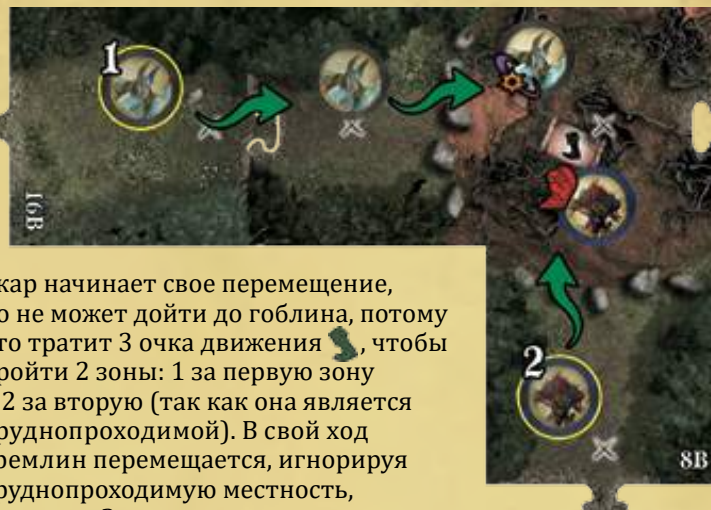 1
16B
2
8B
кар начинает свое перемещение,
о не может дойти до гоблина, потому
то тратит 3 очка движения , чтобы
ройти 2 зоны: 1 за первую зону
2 за вторую (так как она является
руднопроходимой). В свой ход
ремлин перемещается, игнорируя
руднопроходимую местность,